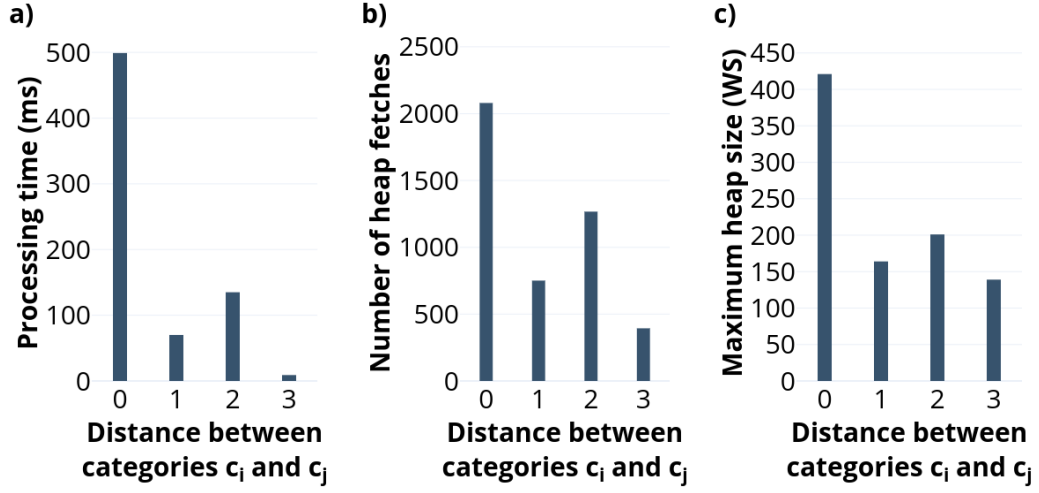 a)
Processing time (ms)
500
400
300
200
100
0
0 1 2 3
Distance between
categories cᵢ and cⱼ
b)
Number of heap fetches
2500
2000
1500
1000
500
0
0 1 2 3
Distance between
categories cᵢ and cⱼ
c)
Maximum heap size (WS)
450
400
350
300
250
200
150
100
50
0
0 1 2 3
Distance between
categories cᵢ and cⱼ